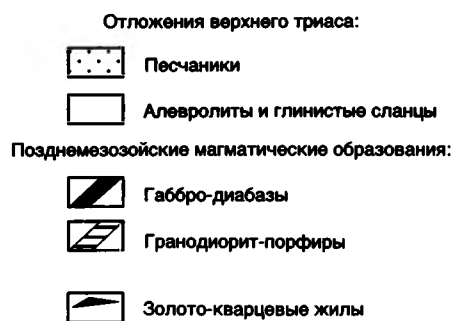 Отложения верхнего триаса:
Песчаники
Алевролиты и глинистые сланцы
Позднемезозойские магматические образования:
Габбро-диабазы
Гранодиорит-порфиры
Золото-кварцевые жилы